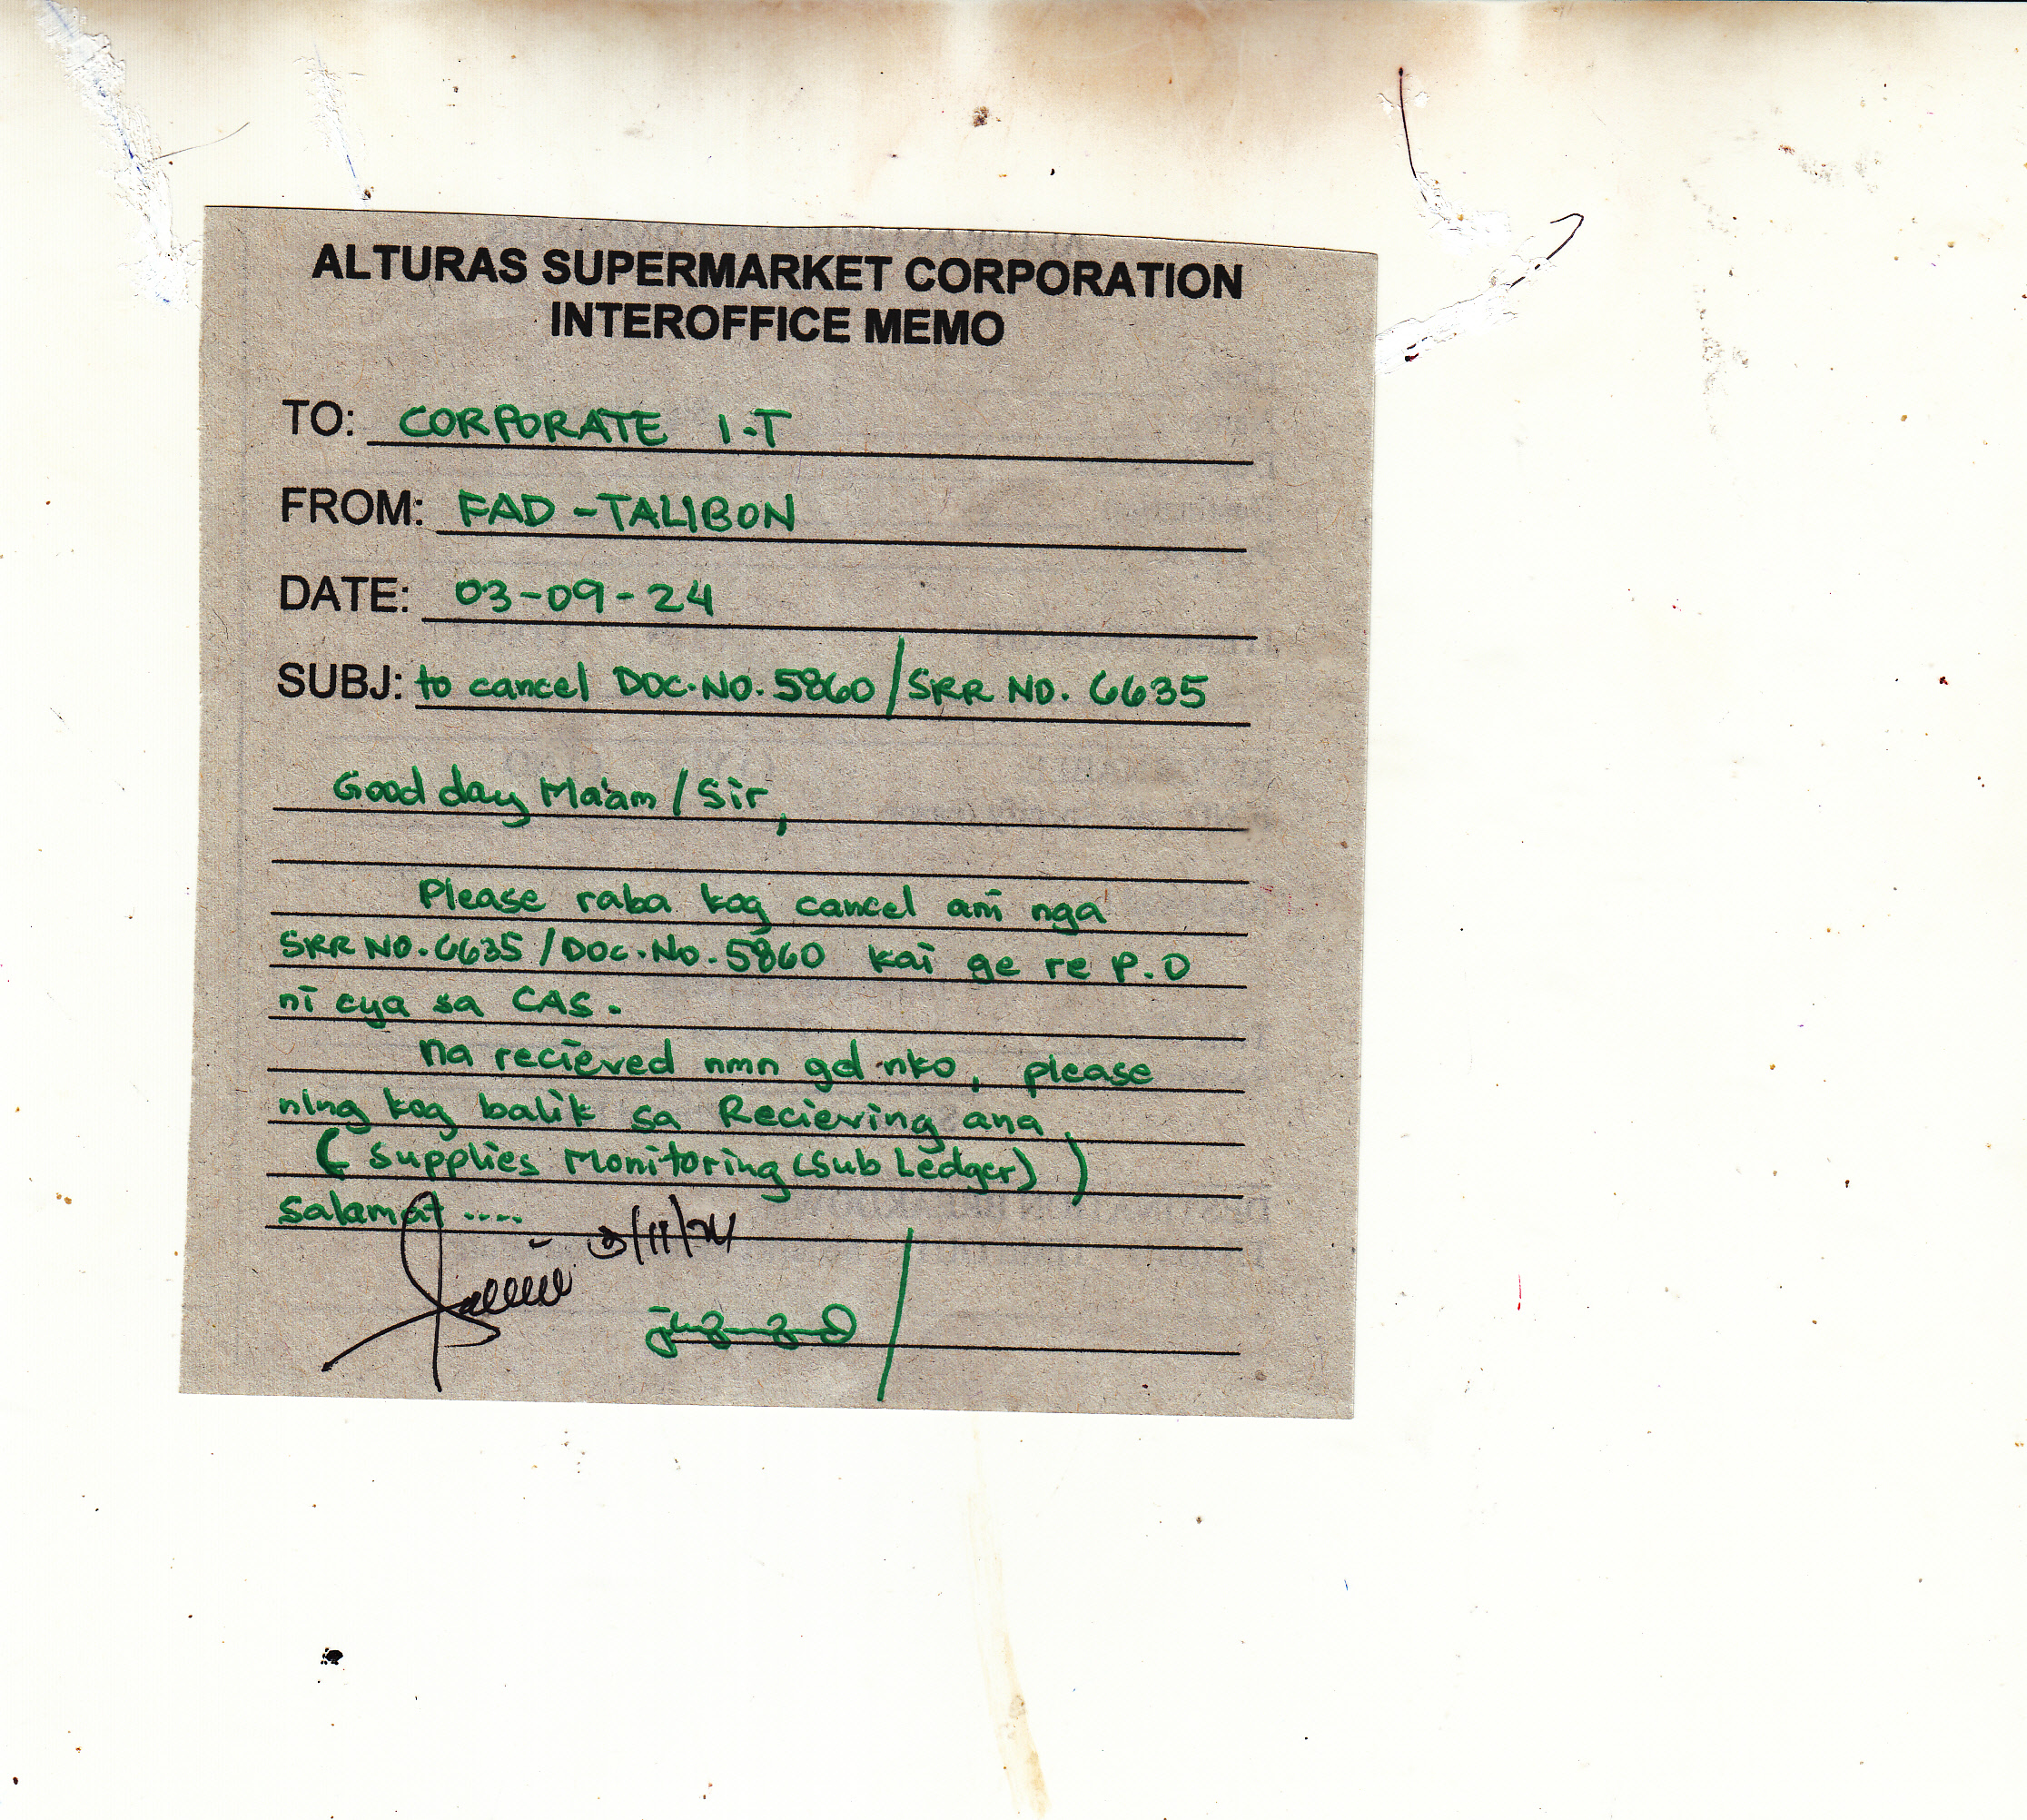 ALTURAS SUPERMARKET CORPORATION
INTEROFFICE MEMO
TO: CORPORATE I.T
FROM: FAD - TALIBON
DATE: 03-09-24
SUBJ: to cancel DOC.NO. 5860 / SRR NO. 6635
Good day Ma'am / Sir,
Please raba kog cancel ani nga
SRR NO. 6635 / DOC. No. 5860 kai ge re P.O
ni cya sa CAS.
na recieved nmn gd nko, please
ning kog balik sa Recieving ana
( Supplies Monitoring (Sub Ledger) )
salamat ....
3/11/24